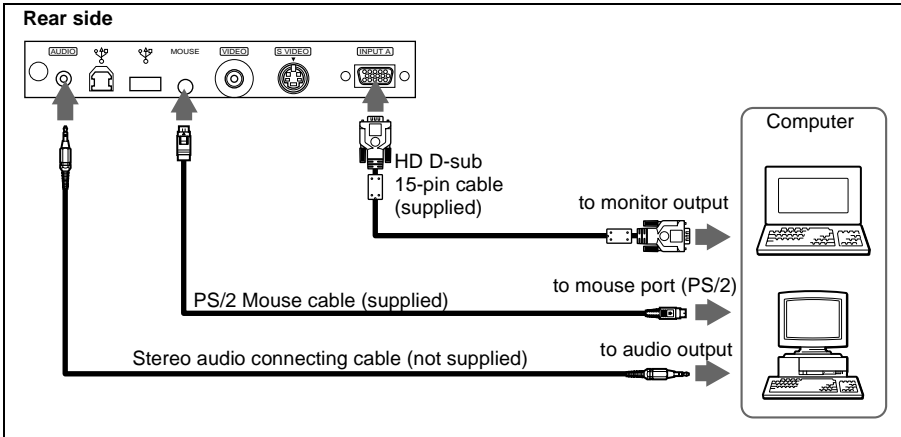 Rear side
AUDIO MOUSE VIDEO S VIDEO INPUT A
Computer
HD D-sub
15-pin cable
(supplied)
to monitor output
to mouse port (PS/2)
PS/2 Mouse cable (supplied)
to audio output
Stereo audio connecting cable (not supplied)